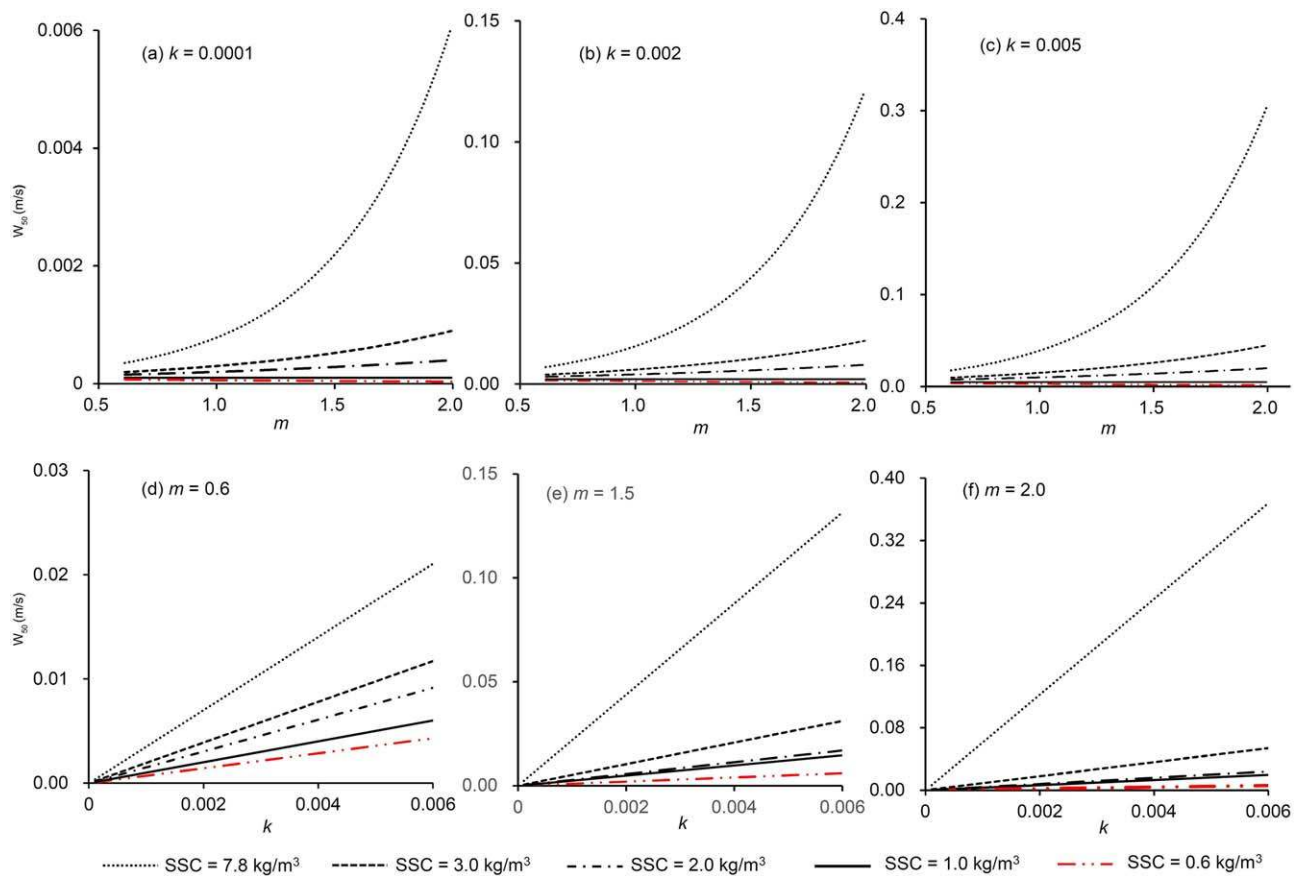 (a) k = 0.0001
(b) k = 0.002
(c) k = 0.005
W50 (m/s)
0.006
0.004
0.002
0
0.5
1.0
1.5
2.0
m
0.15
0.10
0.05
0.00
0.5
1.0
1.5
2.0
m
0.4
0.3
0.2
0.1
0.0
0.5
1.0
1.5
2.0
m
(d) m = 0.6
(e) m = 1.5
(f) m = 2.0
W50 (m/s)
0.03
0.02
0.01
0.00
0
0.002
0.004
0.006
k
0.15
0.10
0.05
0.00
0
0.002
0.004
0.006
k
0.40
0.32
0.24
0.16
0.08
0.00
0
0.002
0.004
0.006
k
SSC = 7.8 kg/m³
SSC = 3.0 kg/m³
SSC = 2.0 kg/m³
SSC = 1.0 kg/m³
SSC = 0.6 kg/m³